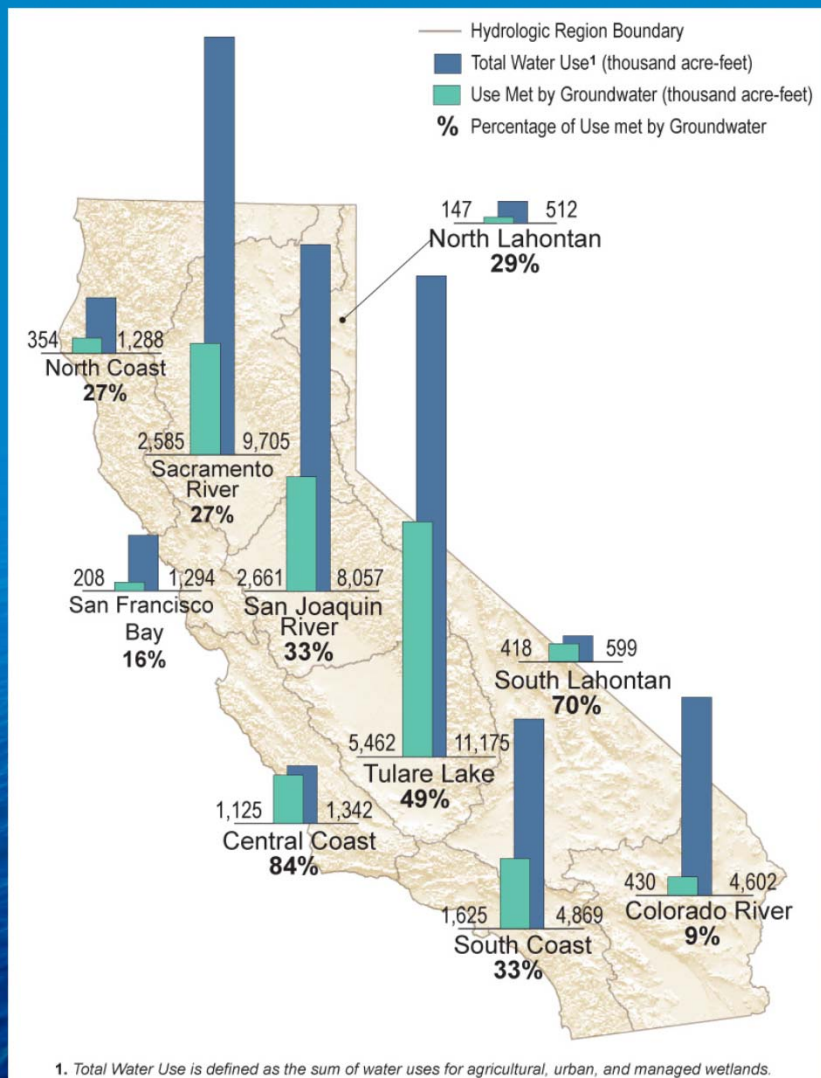 Hydrologic Region Boundary
Total Water Use¹ (thousand acre-feet)
Use Met by Groundwater (thousand acre-feet)
% Percentage of Use met by Groundwater
147 512
North Lahontan
29%
354 1,288
North Coast
27%
2,585 9,705
Sacramento
River
27%
208 1,294
San Francisco
Bay
16%
2,661 8,057
San Joaquin
River
33%
418 599
South Lahontan
70%
5,462 11,175
Tulare Lake
49%
1,125 1,342
Central Coast
84%
430 4,602
Colorado River
9%
1,625 4,869
South Coast
33%
1. Total Water Use is defined as the sum of water uses for agricultural, urban, and managed wetlands.